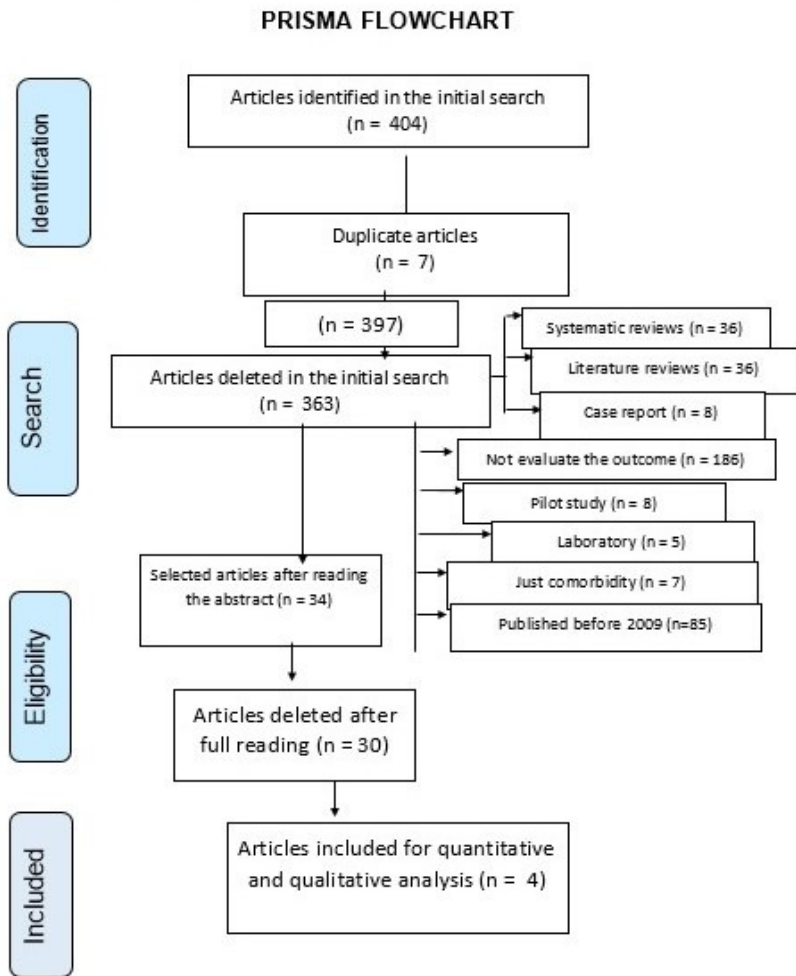 PRISMA FLOWCHART
Identification
Articles identified in the initial search
(n = 404)
Duplicate articles
(n = 7)
(n = 397)
Search
Articles deleted in the initial search
(n = 363)
Systematic reviews (n = 36)
Literature reviews (n = 36)
Case report (n = 8)
Not evaluate the outcome (n = 186)
Pilot study (n = 8)
Laboratory (n = 5)
Just comorbidity (n = 7)
Published before 2009 (n=85)
Eligibility
Selected articles after reading
the abstract (n = 34)
Articles deleted after
full reading (n = 30)
Included
Articles included for quantitative
and qualitative analysis (n = 4)